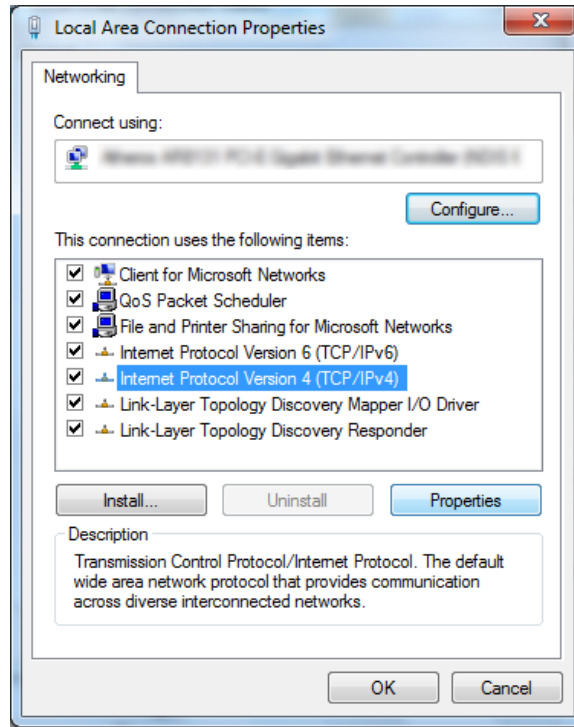 Local Area Connection Properties
Networking
Connect using:
Configure...
This connection uses the following items:
Client for Microsoft Networks
QoS Packet Scheduler
File and Printer Sharing for Microsoft Networks
Internet Protocol Version 6 (TCP/IPv6)
Internet Protocol Version 4 (TCP/IPv4)
Link-Layer Topology Discovery Mapper I/O Driver
Link-Layer Topology Discovery Responder
Install... Uninstall Properties
Description
Transmission Control Protocol/Internet Protocol. The default
wide area network protocol that provides communication
across diverse interconnected networks.
OK Cancel